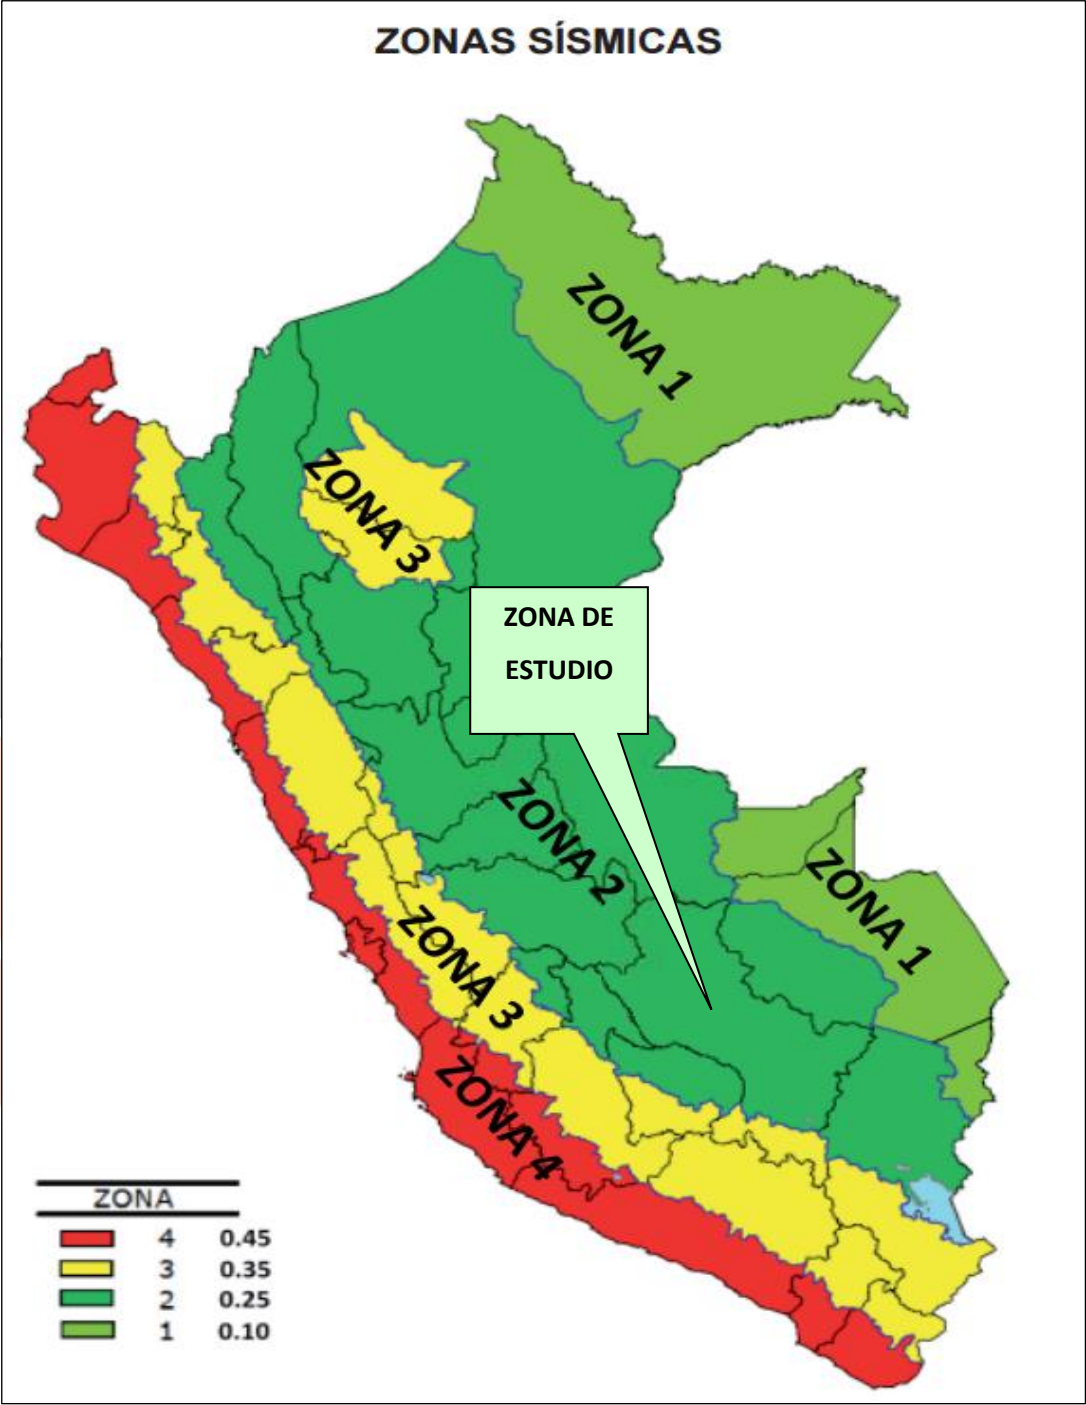 ZONAS SÍSMICAS
ZONA 1
ZONA 3
ZONA DE
ESTUDIO
ZONA 2
ZONA 1
ZONA 3
ZONA 4
ZONA
4 0.45
3 0.35
2 0.25
1 0.10